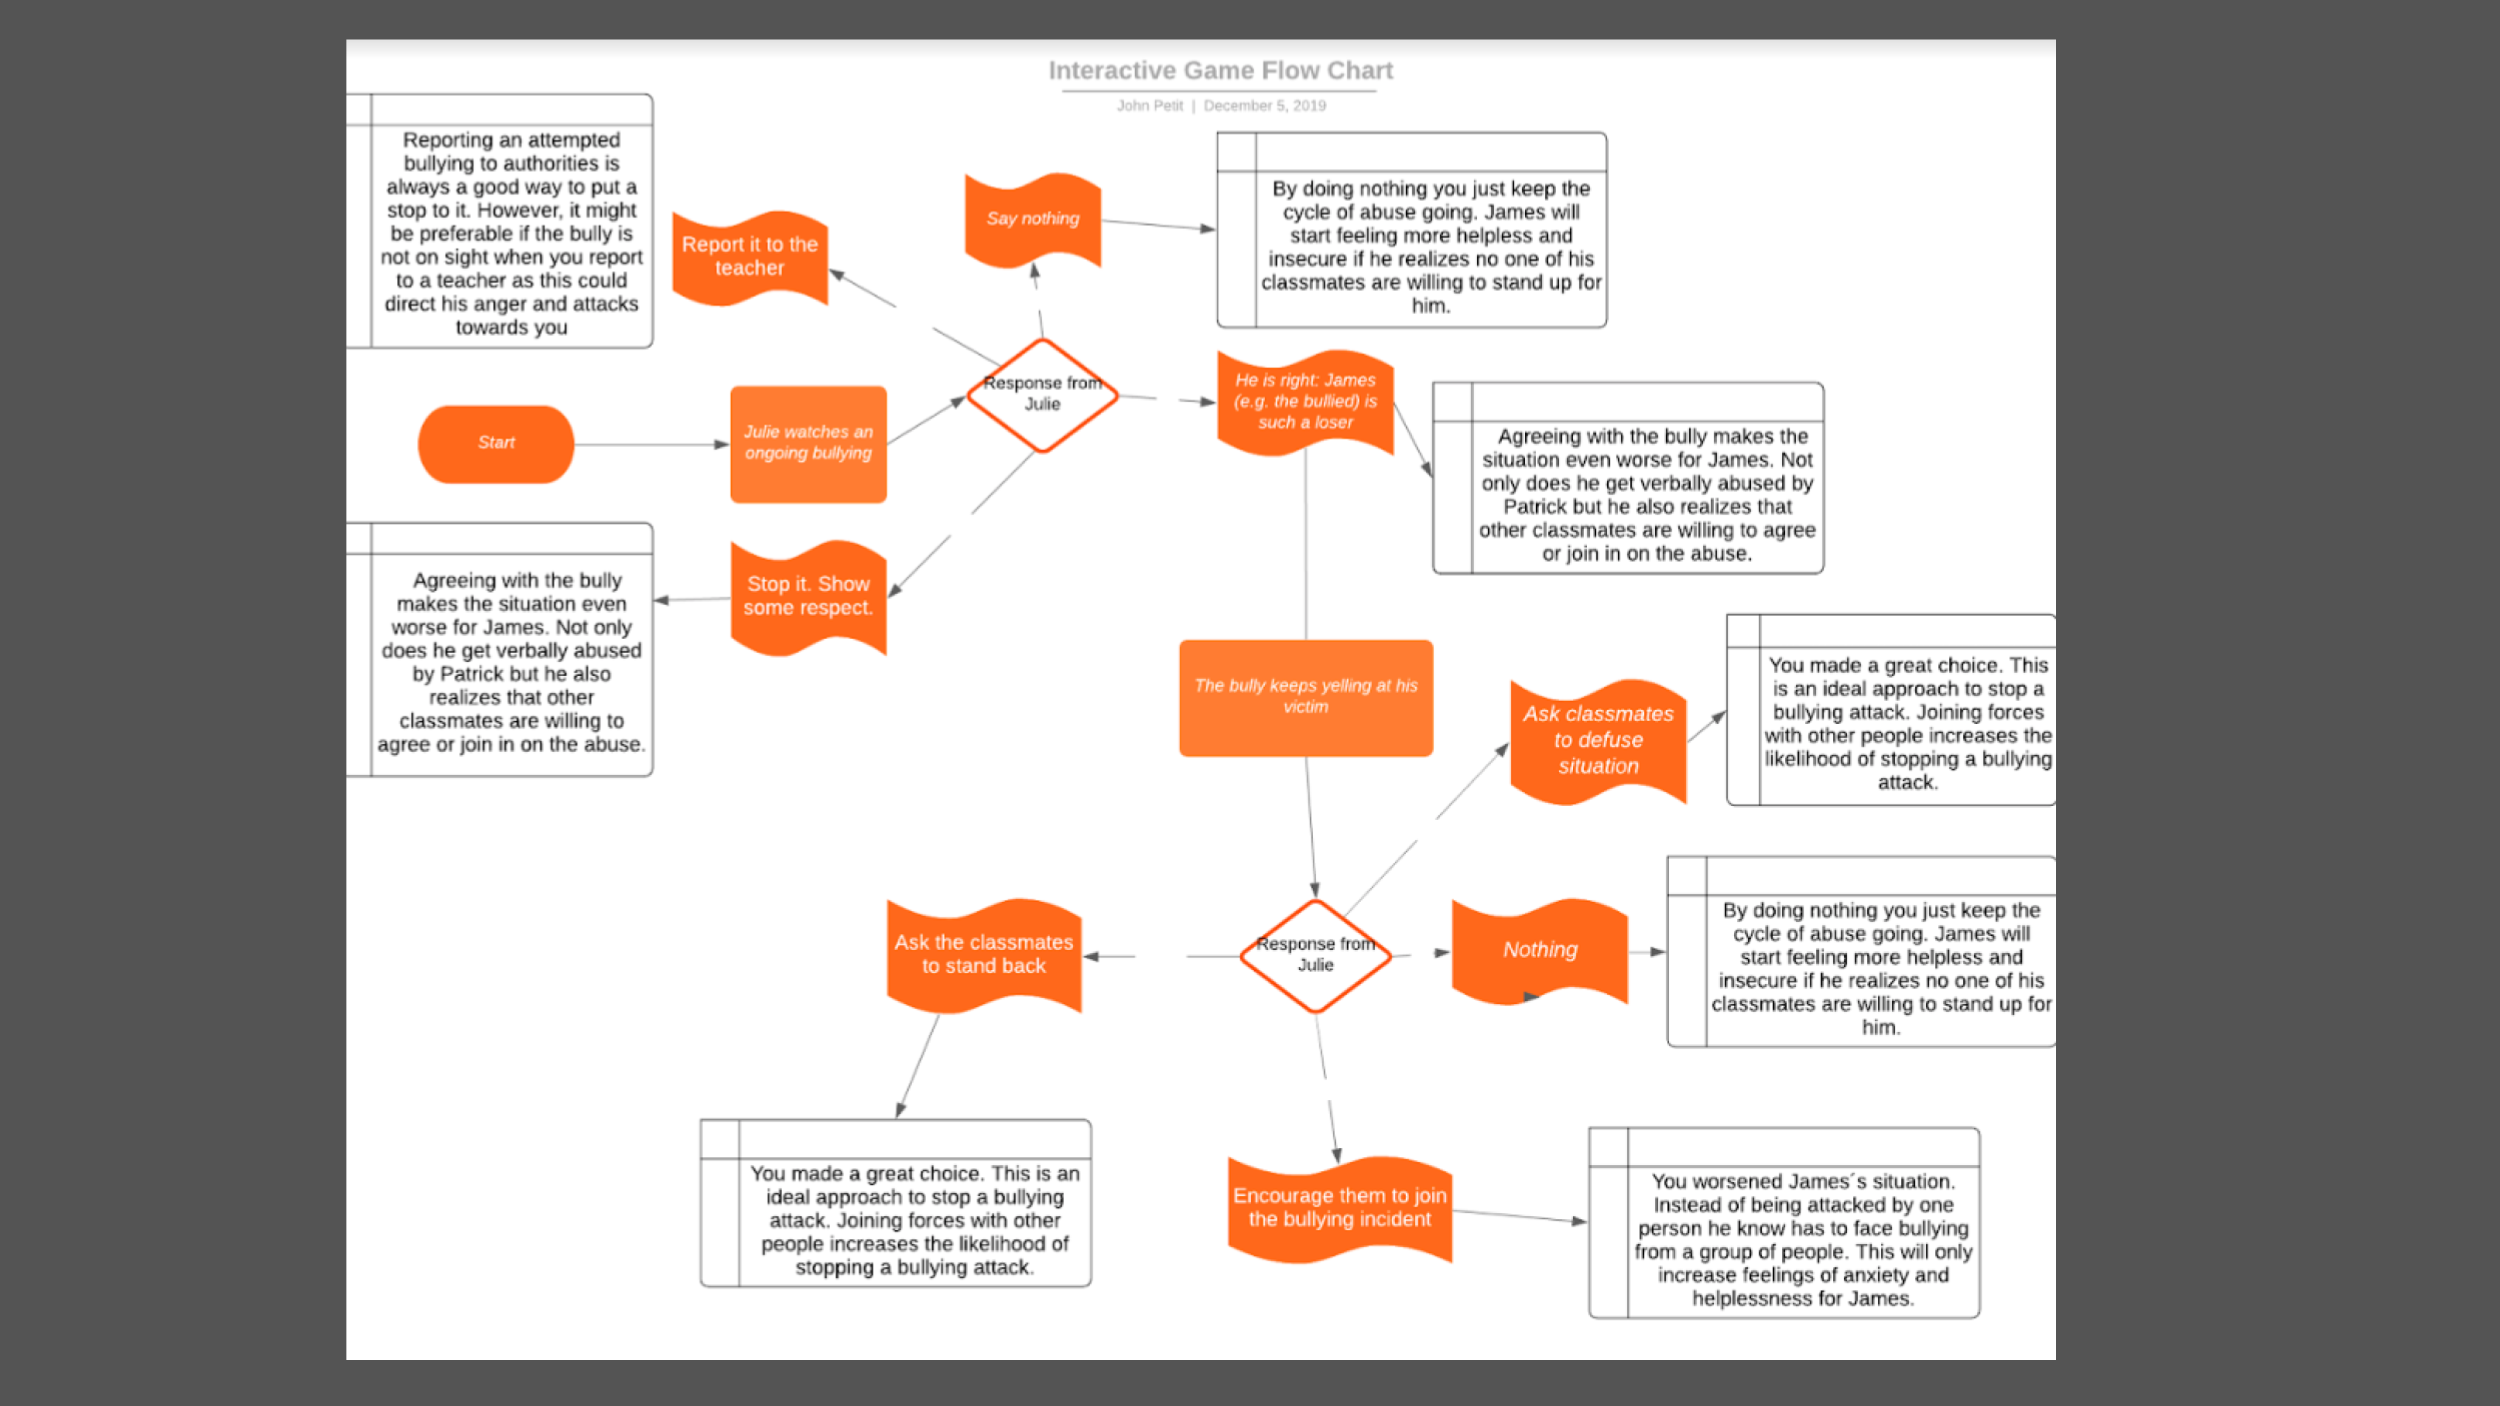 Interactive Game Flow Chart
John Petit | December 5, 2019
Reporting an attempted
bullying to authorities is
always a good way to put a
stop to it. However, it might
be preferable if the bully is
not on sight when you report
to a teacher as this could
direct his anger and attacks
towards you
Report it to the
teacher
Say nothing
By doing nothing you just keep the
cycle of abuse going. James will
start feeling more helpless and
insecure if he realizes no one of his
classmates are willing to stand up for
him.
Start
Julie watches an
ongoing bullying
Response from
Julie
He is right: James
(e.g. the bullied) is
such a loser
Agreeing with the bully makes the
situation even worse for James. Not
only does he get verbally abused by
Patrick but he also realizes that
other classmates are willing to agree
or join in on the abuse.
Agreeing with the bully
makes the situation even
worse for James. Not only
does he get verbally abused
by Patrick but he also
realizes that other
classmates are willing to
agree or join in on the abuse.
Stop it. Show
some respect.
The bully keeps yelling at his
victim
Ask classmates
to defuse
situation
You made a great choice. This
is an ideal approach to stop a
bullying attack. Joining forces
with other people increases the
likelihood of stopping a bullying
attack.
Ask the classmates
to stand back
Response from
Julie
Nothing
By doing nothing you just keep the
cycle of abuse going. James will
start feeling more helpless and
insecure if he realizes no one of his
classmates are willing to stand up for
him.
You made a great choice. This is an
ideal approach to stop a bullying
attack. Joining forces with other
people increases the likelihood of
stopping a bullying attack.
Encourage them to join
the bullying incident
You worsened James´s situation.
Instead of being attacked by one
person he know has to face bullying
from a group of people. This will only
increase feelings of anxiety and
helplessness for James.